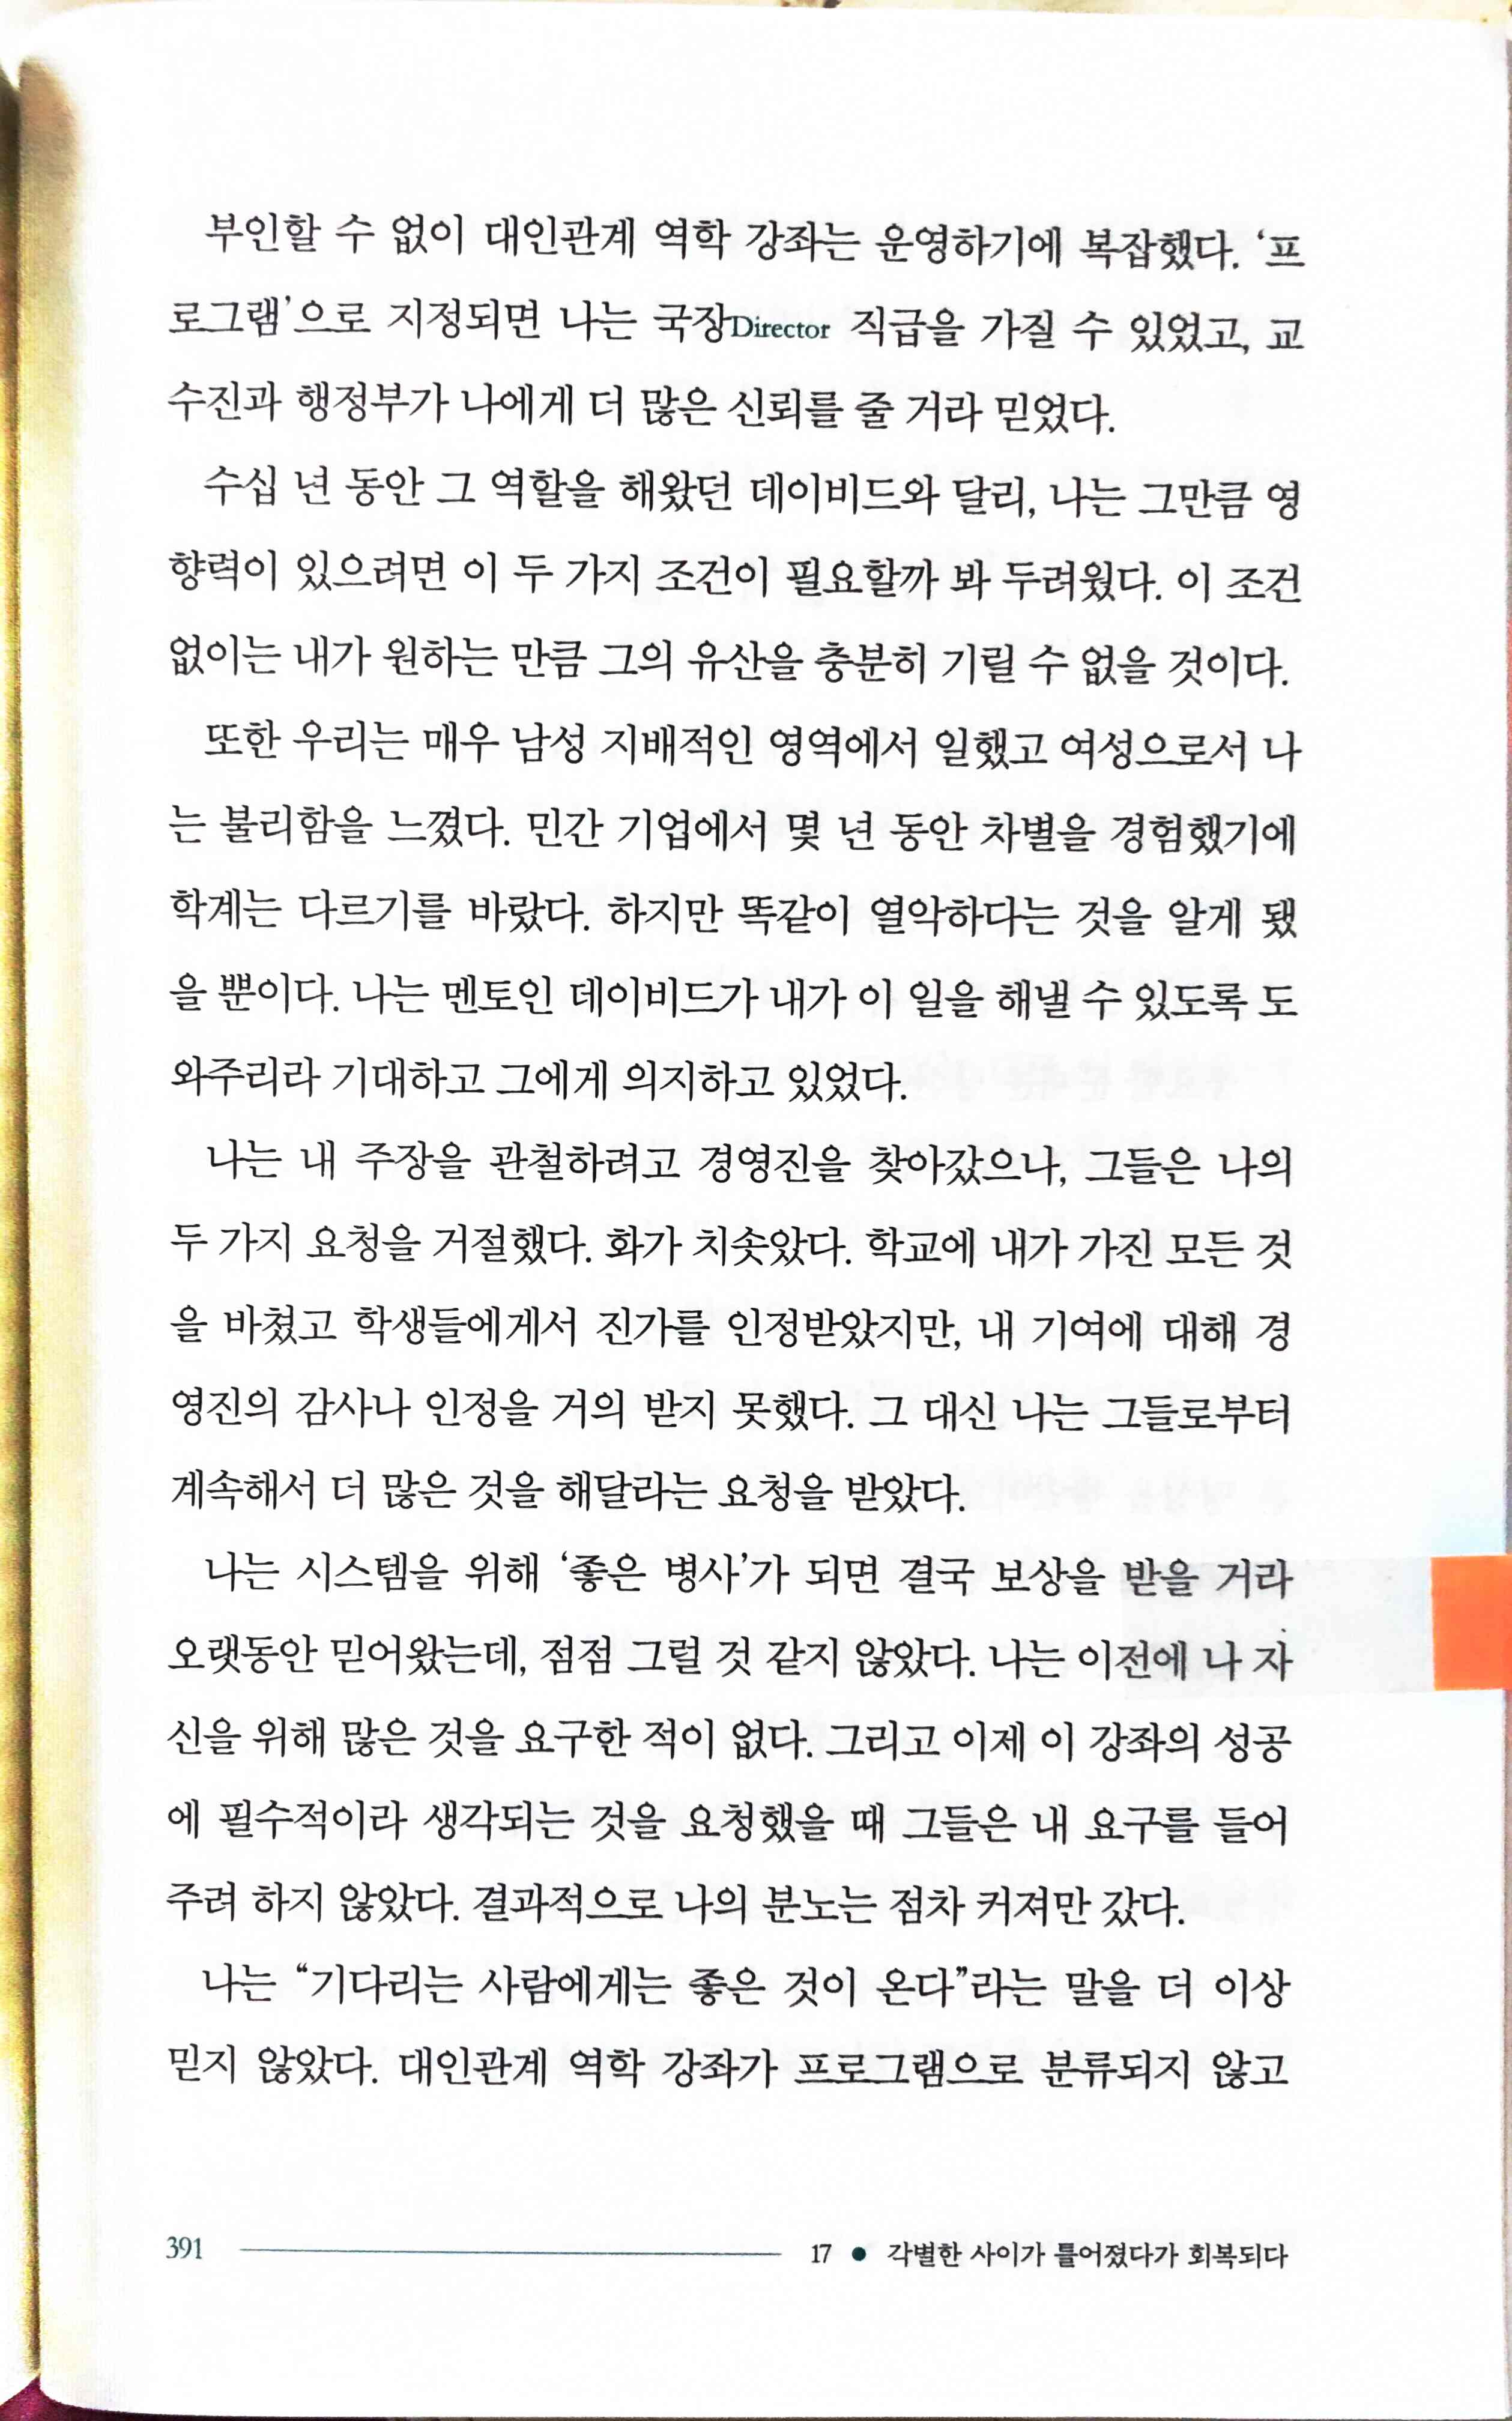 부인할 수 없이 대인관계 역학 강좌는 운영하기에 복잡했다. ‘프
로그램’으로 지정되면 나는 국장Director 직급을 가질 수 있었고, 교
수진과 행정부가 나에게 더 많은 신뢰를 줄 거라 믿었다.
수십 년 동안 그 역할을 해왔던 데이비드와 달리, 나는 그만큼 영
향력이 있으려면 이 두 가지 조건이 필요할까 봐 두려웠다. 이 조건
없이는 내가 원하는 만큼 그의 유산을 충분히 기릴 수 없을 것이다.
또한 우리는 매우 남성 지배적인 영역에서 일했고 여성으로서 나
는 불리함을 느꼈다. 민간 기업에서 몇 년 동안 차별을 경험했기에
학계는 다르기를 바랐다. 하지만 똑같이 열악하다는 것을 알게 됐
을 뿐이다. 나는 멘토인 데이비드가 내가 이 일을 해낼 수 있도록 도
와주리라 기대하고 그에게 의지하고 있었다.
나는 내 주장을 관철하려고 경영진을 찾아갔으나, 그들은 나의
두 가지 요청을 거절했다. 화가 치솟았다. 학교에 내가 가진 모든 것
을 바쳤고 학생들에게서 진가를 인정받았지만, 내 기여에 대해 경
영진의 감사나 인정을 거의 받지 못했다. 그 대신 나는 그들로부터
계속해서 더 많은 것을 해달라는 요청을 받았다.
나는 시스템을 위해 ‘좋은 병사’가 되면 결국 보상을 받을 거라
오랫동안 믿어왔는데, 점점 그럴 것 같지 않았다. 나는 이전에 나 자
신을 위해 많은 것을 요구한 적이 없다. 그리고 이제 이 강좌의 성공
에 필수적이라 생각되는 것을 요청했을 때 그들은 내 요구를 들어
주려 하지 않았다. 결과적으로 나의 분노는 점차 커져만 갔다.
나는 “기다리는 사람에게는 좋은 것이 온다”라는 말을 더 이상
믿지 않았다. 대인관계 역학 강좌가 프로그램으로 분류되지 않고
391 17 ● 각별한 사이가 틀어졌다가 회복되다